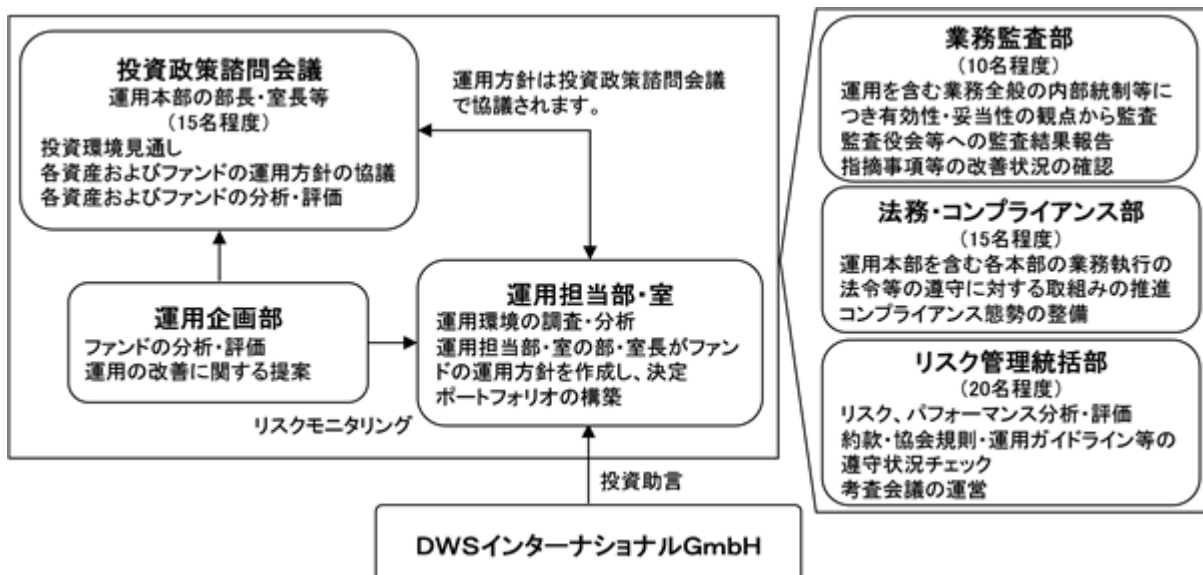 投資政策諮問会議
運用本部の部長・室長等
(15名程度)
投資環境見通し
各資産およびファンドの運用方針の協議
各資産およびファンドの分析・評価
運用方針は投資政策諮問会議
で協議されます。
運用企画部
ファンドの分析・評価
運用の改善に関する提案
リスクモニタリング
運用担当部・室
運用環境の調査・分析
運用担当部・室の部・室長がファン
ドの運用方針を作成し、決定
ポートフォリオの構築
投資助言
DWSインターナショナルGmbH
業務監査部
(10名程度)
運用を含む業務全般の内部統制等に
つき有効性・妥当性の観点から監査
監査役会等への監査結果報告
指摘事項等の改善状況の確認
法務・コンプライアンス部
(15名程度)
運用本部を含む各本部の業務執行の
法令等の遵守に対する取組みの推進
コンプライアンス態勢の整備
リスク管理統括部
(20名程度)
リスク、パフォーマンス分析・評価
約款・協会規則・運用ガイドライン等の
遵守状況チェック
考査会議の運営